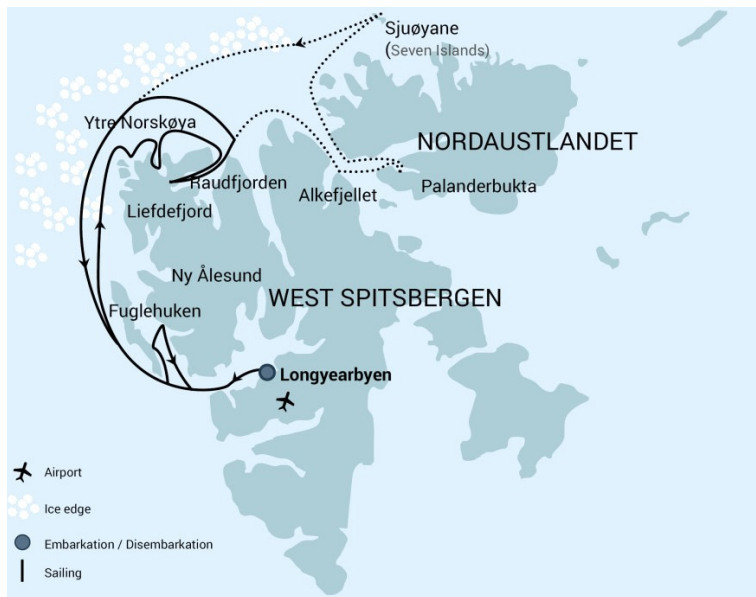 Sjuøyane
(Seven Islands)
Ytre Norskøya
NORDAUSTLANDET
Raudfjorden
Alkefjellet
Palanderbukta
Liefdefjord
Ny Ålesund
WEST SPITSBERGEN
Fuglehuken
Longyearbyen
Airport
Ice edge
Embarkation / Disembarkation
Sailing